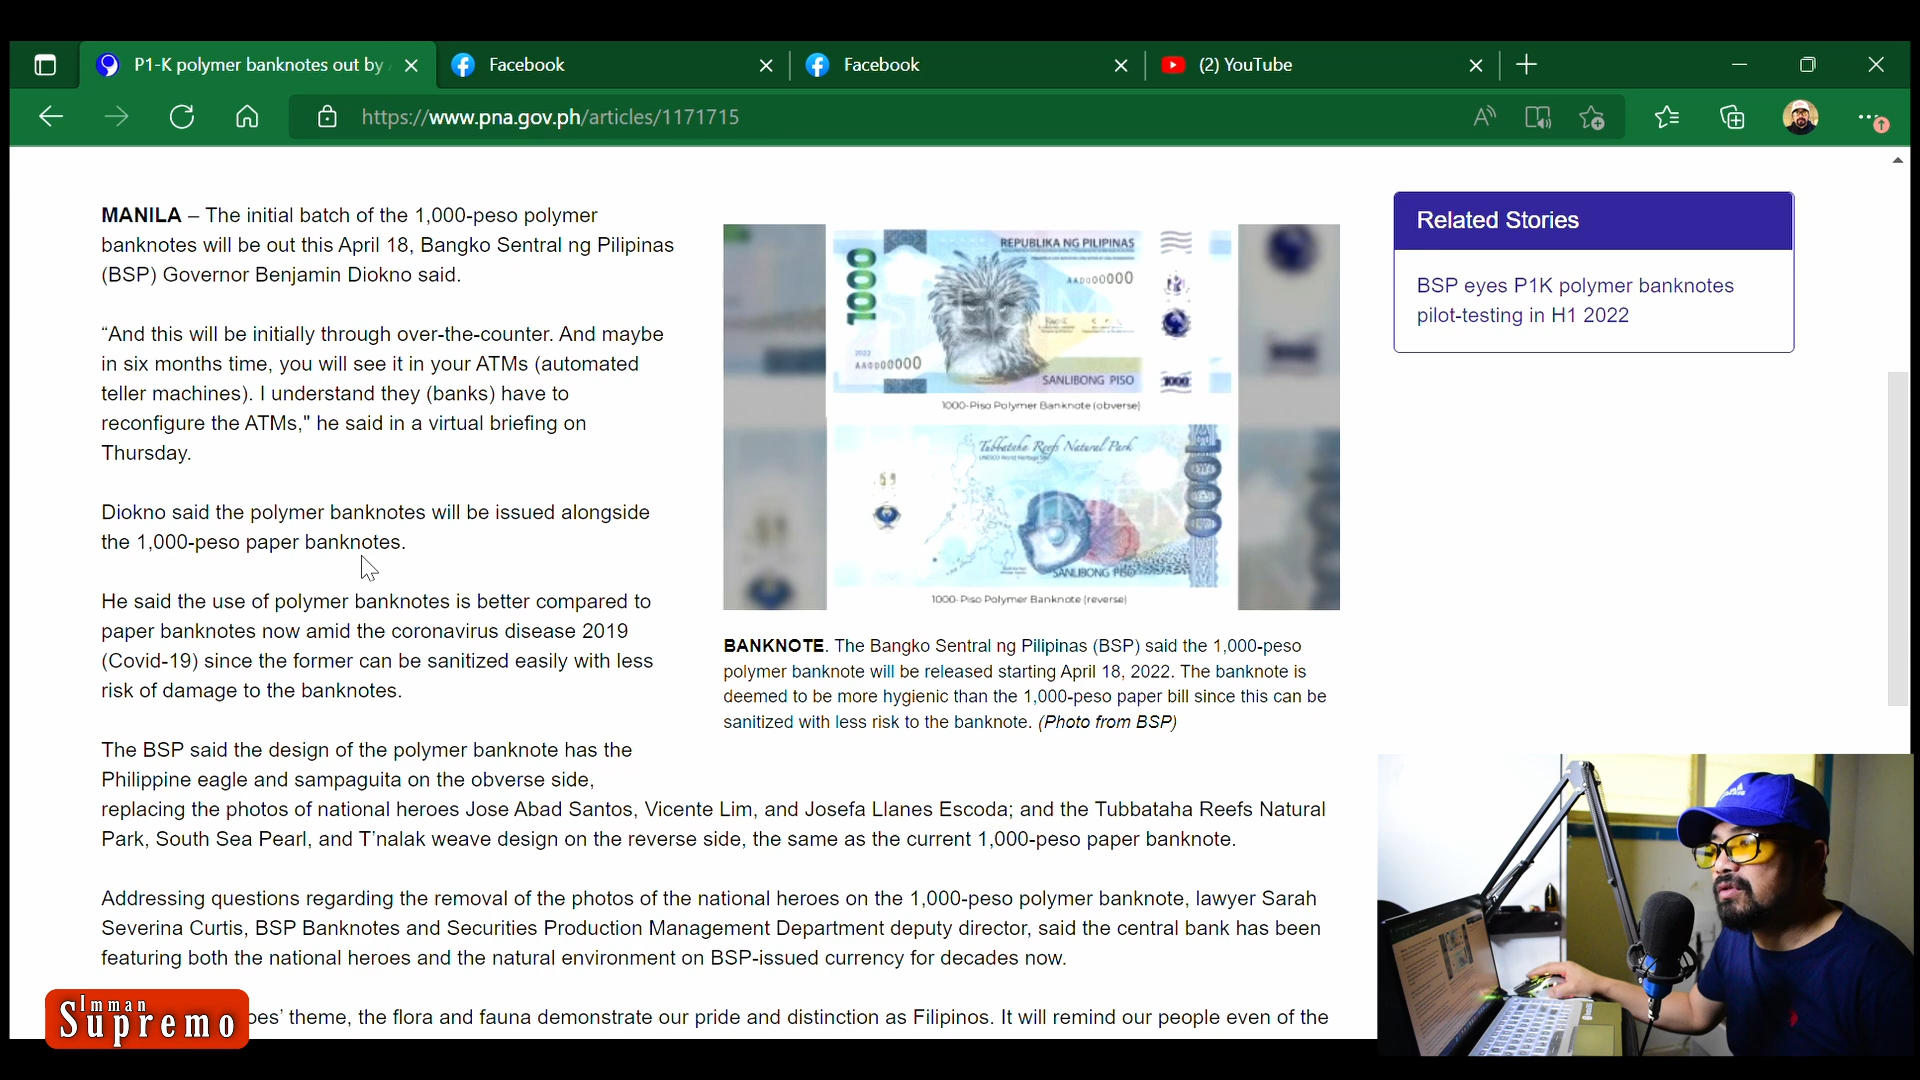 P1-K polymer banknotes out by
Facebook
Facebook
(2) YouTube
https://www.pna.gov.ph/articles/1171715
MANILA – The initial batch of the 1,000-peso polymer
banknotes will be out this April 18, Bangko Sentral ng Pilipinas
(BSP) Governor Benjamin Diokno said.
“And this will be initially through over-the-counter. And maybe
in six months time, you will see it in your ATMs (automated
teller machines). I understand they (banks) have to
reconfigure the ATMs," he said in a virtual briefing on
Thursday.
Diokno said the polymer banknotes will be issued alongside
the 1,000-peso paper banknotes.
He said the use of polymer banknotes is better compared to
paper banknotes now amid the coronavirus disease 2019
(Covid-19) since the former can be sanitized easily with less
risk of damage to the banknotes.
The BSP said the design of the polymer banknote has the
Philippine eagle and sampaguita on the obverse side,
replacing the photos of national heroes Jose Abad Santos, Vicente Lim, and Josefa Llanes Escoda; and the Tubbataha Reefs Natural
Park, South Sea Pearl, and T’nalak weave design on the reverse side, the same as the current 1,000-peso paper banknote.
Addressing questions regarding the removal of the photos of the national heroes on the 1,000-peso polymer banknote, lawyer Sarah
Severina Curtis, BSP Banknotes and Securities Production Management Department deputy director, said the central bank has been
featuring both the national heroes and the natural environment on BSP-issued currency for decades now.
oes’ theme, the flora and fauna demonstrate our pride and distinction as Filipinos. It will remind our people even of the
REPUBLIKA NG PILIPINAS
1000
AA0000000
2022
AA0000000
SANLIBONG PISO
1000
1000-Piso Polymer Banknote (obverse)
Tubbataha Reefs Natural Park
SANLIBONG PISO
1000-Piso Polymer Banknote (reverse)
BANKNOTE. The Bangko Sentral ng Pilipinas (BSP) said the 1,000-peso
polymer banknote will be released starting April 18, 2022. The banknote is
deemed to be more hygienic than the 1,000-peso paper bill since this can be
sanitized with less risk to the banknote. (Photo from BSP)
Related Stories
BSP eyes P1K polymer banknotes
pilot-testing in H1 2022
Imman
Supremo